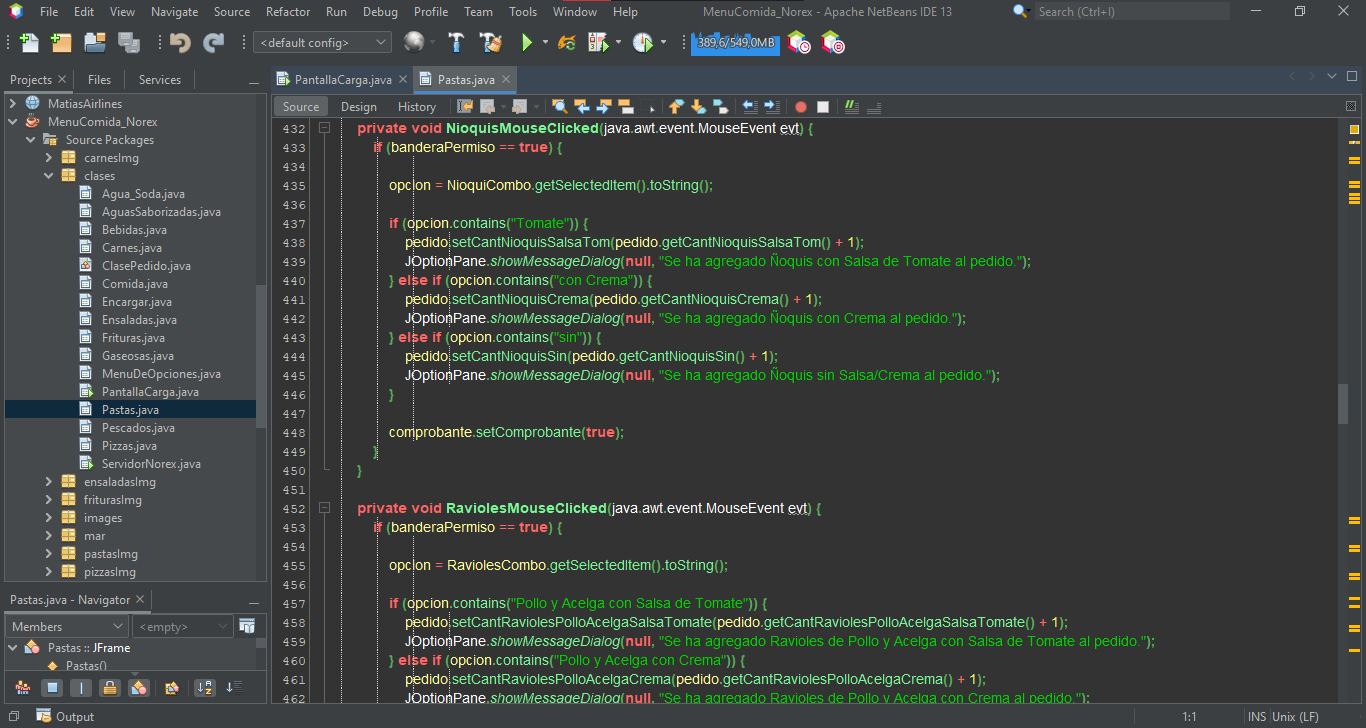 File Edit View Navigate Source Refactor Run Debug Profile Team Tools Window Help MenuComida_Norex - Apache NetBeans IDE 13 Search (Ctrl+I)
<default config> 389,6/549,0MB
Projects Files Services
PantallaCarga.java Pastas.java
MatiasAirlines
MenuComida_Norex
Source Packages
carnesImg
clases
Agua_Soda.java
AguasSaborizadas.java
Bebidas.java
Carnes.java
ClasePedido.java
Comida.java
Encargar.java
Ensaladas.java
Frituras.java
Gaseosas.java
MenuDeOpciones.java
PantallaCarga.java
Pastas.java
Pescados.java
Pizzas.java
ServidorNorex.java
ensaladasImg
friturasImg
images
mar
pastasImg
pizzasImg
Pastas.java - Navigator
Members <empty>
Pastas :: JFrame
Pastas()
Source Design History
432 private void NioquisMouseClicked(java.awt.event.MouseEvent evt) {
433 if (banderaPermiso == true) {
434
435 opcion = NioquiCombo.getSelectedItem().toString();
436
437 if (opcion.contains("Tomate")) {
438 pedido.setCantNioquisSalsaTom(pedido.getCantNioquisSalsaTom() + 1);
439 JOptionPane.showMessageDialog(null, "Se ha agregado Ñoquis con Salsa de Tomate al pedido.");
440 } else if (opcion.contains("con Crema")) {
441 pedido.setCantNioquisCrema(pedido.getCantNioquisCrema() + 1);
442 JOptionPane.showMessageDialog(null, "Se ha agregado Ñoquis con Crema al pedido.");
443 } else if (opcion.contains("sin")) {
444 pedido.setCantNioquisSin(pedido.getCantNioquisSin() + 1);
445 JOptionPane.showMessageDialog(null, "Se ha agregado Ñoquis sin Salsa/Crema al pedido.");
446 }
447
448 comprobante.setComprobante(true);
449 }
450 }
451
452 private void RaviolesMouseClicked(java.awt.event.MouseEvent evt) {
453 if (banderaPermiso == true) {
454
455 opcion = RaviolesCombo.getSelectedItem().toString();
456
457 if (opcion.contains("Pollo y Acelga con Salsa de Tomate")) {
458 pedido.setCantRaviolesPolloAcelgaSalsaTomate(pedido.getCantRaviolesPolloAcelgaSalsaTomate() + 1);
459 JOptionPane.showMessageDialog(null, "Se ha agregado Ravioles de Pollo y Acelga con Salsa de Tomate al pedido.");
460 } else if (opcion.contains("Pollo y Acelga con Crema")) {
461 pedido.setCantRaviolesPolloAcelgaCrema(pedido.getCantRaviolesPolloAcelgaCrema() + 1);
462 JOptionPane.showMessageDialog(null, "Se ha agregado Ravioles de Pollo y Acelga con Crema al pedido.");
Output 1:1 INS Unix (LF)